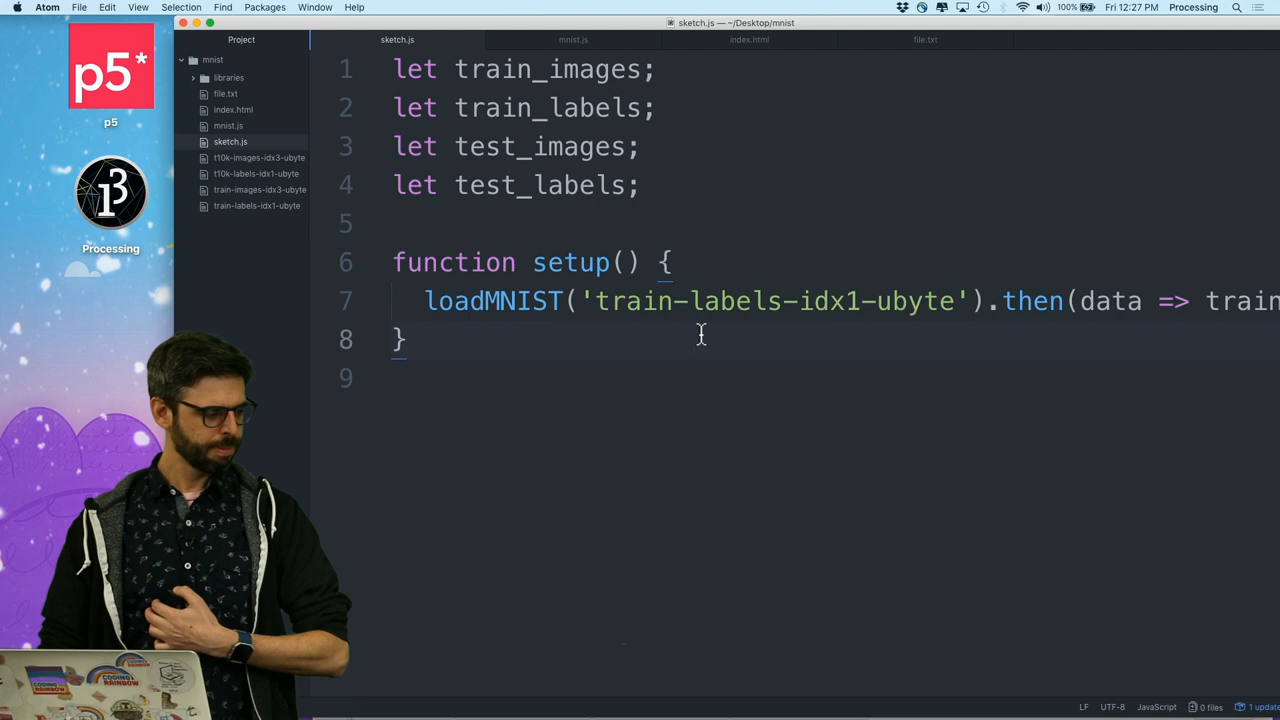 Atom File Edit View Selection Find Packages Window Help
100% Fri 12:27 PM Processing
sketch.js — ~/Desktop/mnist
Project
sketch.js
mnist.js
index.html
file.txt
mnist
libraries
file.txt
index.html
mnist.js
sketch.js
t10k-images-idx3-ubyte
t10k-labels-idx1-ubyte
train-images-idx3-ubyte
train-labels-idx1-ubyte
p5*
p5
Processing
1 let train_images;
2 let train_labels;
3 let test_images;
4 let test_labels;
5
6 function setup() {
7 loadMNIST('train-labels-idx1-ubyte').then(data => train
8 }
9
CODING RAINBOW
LF UTF-8 JavaScript 0 files 1 update